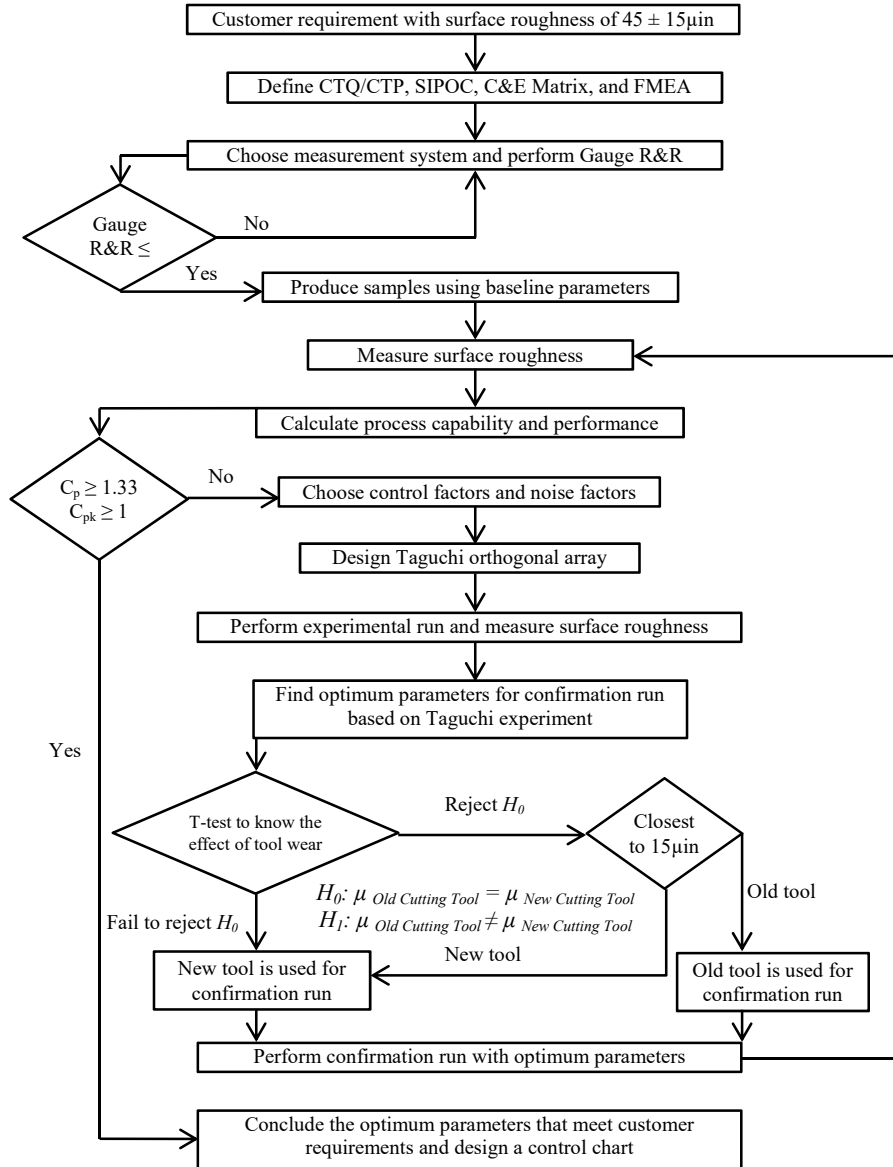 Customer requirement with surface roughness of 45 ± 15µin
Define CTQ/CTP, SIPOC, C&E Matrix, and FMEA
Choose measurement system and perform Gauge R&R
Gauge
R&R ≤
No
Yes
Produce samples using baseline parameters
Measure surface roughness
Calculate process capability and performance
Cp ≥ 1.33
Cpk ≥ 1
No
Choose control factors and noise factors
Design Taguchi orthogonal array
Perform experimental run and measure surface roughness
Find optimum parameters for confirmation run
based on Taguchi experiment
Yes
T-test to know the
effect of tool wear
Reject H0
Closest
to 15µin
H0: µ Old Cutting Tool = µ New Cutting Tool
H1: µ Old Cutting Tool ≠ µ New Cutting Tool
Old tool
Fail to reject H0
New tool
New tool is used for
confirmation run
Old tool is used for
confirmation run
Perform confirmation run with optimum parameters
Conclude the optimum parameters that meet customer
requirements and design a control chart